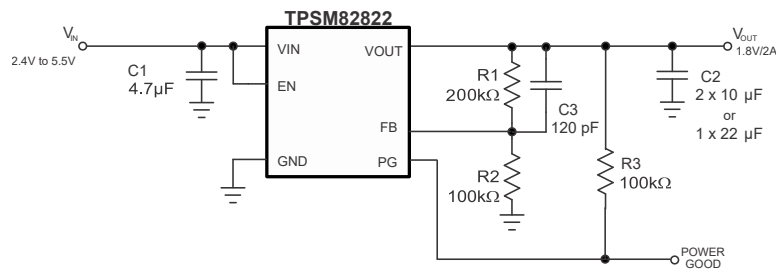 TPSM82822
VIN
2.4V to 5.5V
C1
4.7µF
VIN
EN
GND
VOUT
FB
PG
R1
200kΩ
C3
120 pF
R2
100kΩ
R3
100kΩ
VOUT
1.8V/2A
C2
2 x 10 µF
or
1 x 22 µF
POWER
GOOD